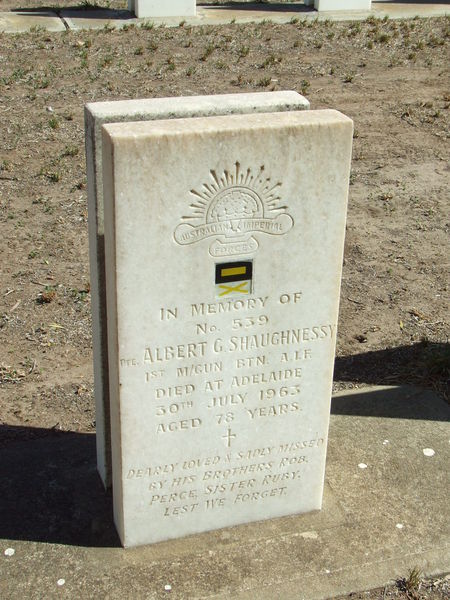 AUSTRALIAN IMPERIAL
FORCES
IN MEMORY OF
No. 539
PTE. ALBERT G. SHAUGHNESSY
1ST M/GUN BTN. A.I.F.
DIED AT ADELAIDE
30TH JULY 1963
AGED 78 YEARS.
DEARLY LOVED & SADLY MISSED
BY HIS BROTHERS ROB,
PERCE, SISTER RUBY.
LEST WE FORGET.